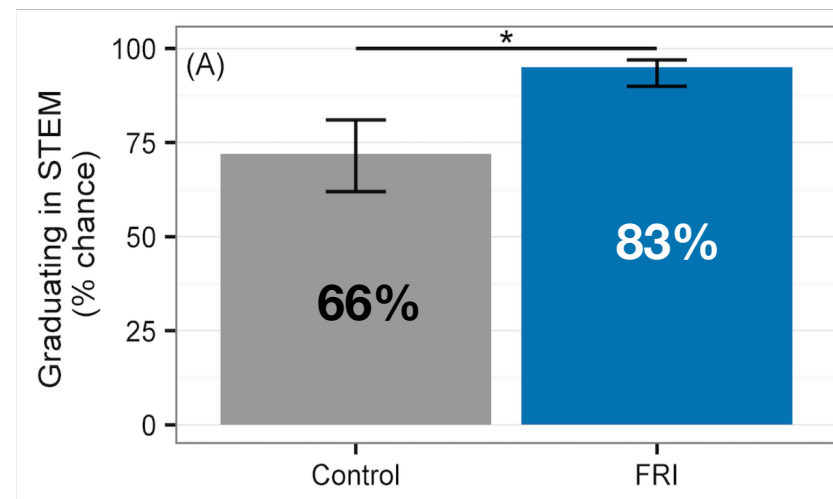 Graduating in STEM
(% chance)
100
75
50
25
0
(A)
*
66%
83%
Control
FRI